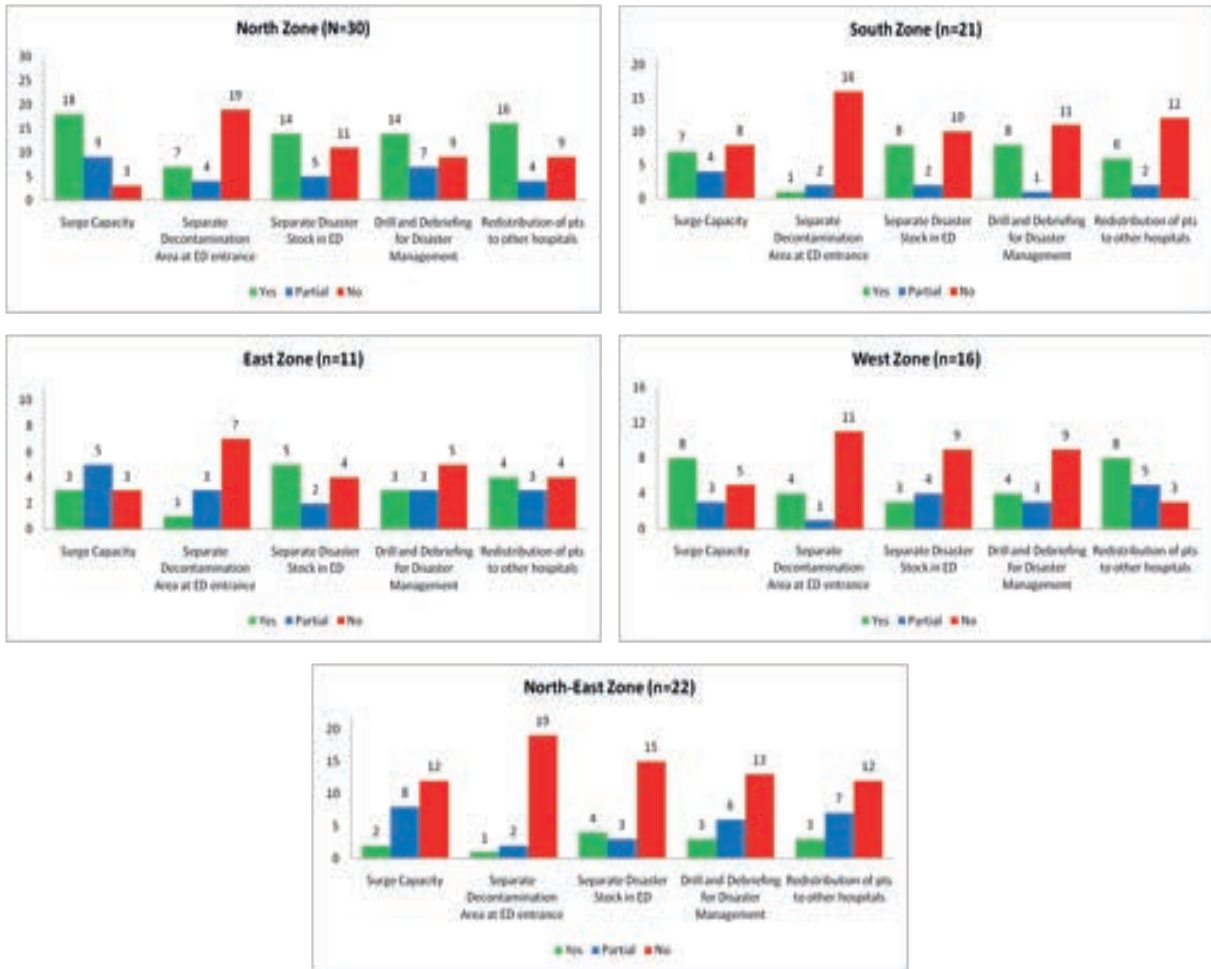 North Zone (N=30)
30
25
20
15
10
5
0
18 9 3
7 4 19
14 5 11
14 7 9
16 4 9
Surge Capacity
Separate
Decontamination
Area at ED entrance
Separate Disaster
Stock in ED
Drill and Debriefing
for Disaster
Management
Redistribution of pts
to other hospitals
Yes Partial No
South Zone (n=21)
20
15
10
5
0
7 4 8
1 2 16
8 2 10
8 1 11
6 2 12
Surge Capacity
Separate
Decontamination
Area at ED entrance
Separate Disaster
Stock in ED
Drill and Debriefing
for Disaster
Management
Redistribution of pts
to other hospitals
Yes Partial No
East Zone (n=11)
10
8
6
4
2
0
3 5 3
1 3 7
5 2 4
3 3 5
4 3 4
Surge Capacity
Separate
Decontamination
Area at ED entrance
Separate Disaster
Stock in ED
Drill and Debriefing
for Disaster
Management
Redistribution of pts
to other hospitals
Yes Partial No
West Zone (n=16)
16
12
8
4
0
8 3 5
4 1 11
3 4 9
4 3 9
8 5 3
Surge Capacity
Separate
Decontamination
Area at ED entrance
Separate Disaster
Stock in ED
Drill and Debriefing
for Disaster
Management
Redistribution of pts
to other hospitals
Yes Partial No
North-East Zone (n=22)
20
15
10
5
0
2 8 12
1 2 19
4 3 15
3 6 13
3 7 12
Surge Capacity
Separate
Decontamination
Area at ED entrance
Separate Disaster
Stock in ED
Drill and Debriefing
for Disaster
Management
Redistribution of pts
to other hospitals
Yes Partial No